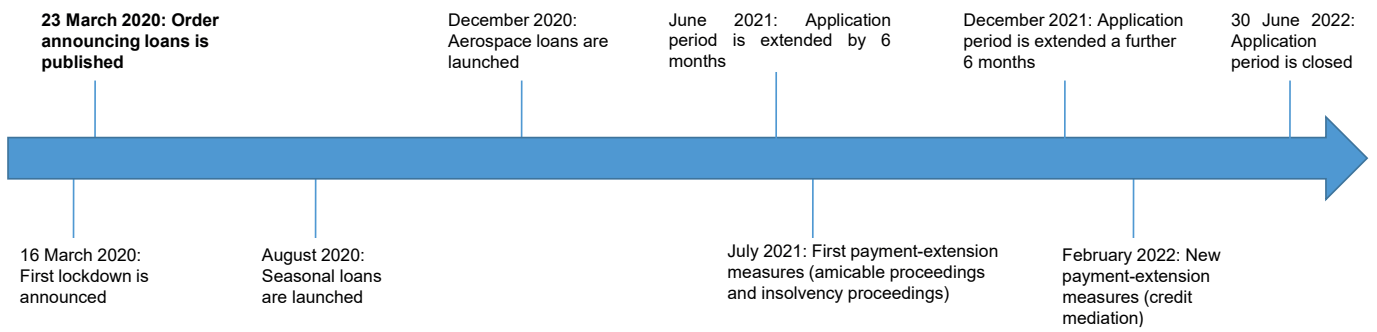 23 March 2020: Order
announcing loans is
published
December 2020:
Aerospace loans are
launched
June 2021: Application
period is extended by 6
months
December 2021: Application
period is extended a further
6 months
30 June 2022:
Application
period is closed
16 March 2020:
First lockdown is
announced
August 2020:
Seasonal loans
are launched
July 2021: First payment-extension
measures (amicable proceedings
and insolvency proceedings)
February 2022: New
payment-extension
measures (credit
mediation)